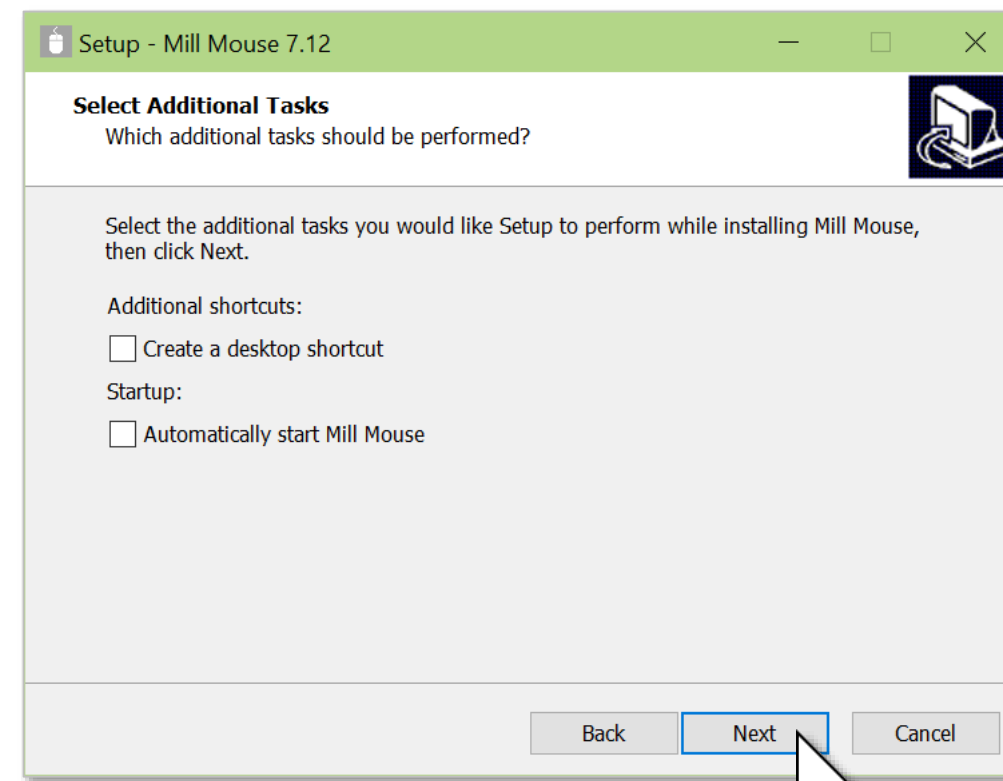 Setup - Mill Mouse 7.12
Select Additional Tasks
Which additional tasks should be performed?
Select the additional tasks you would like Setup to perform while installing Mill Mouse,
then click Next.
Additional shortcuts:
Create a desktop shortcut
Startup:
Automatically start Mill Mouse
Back Next Cancel